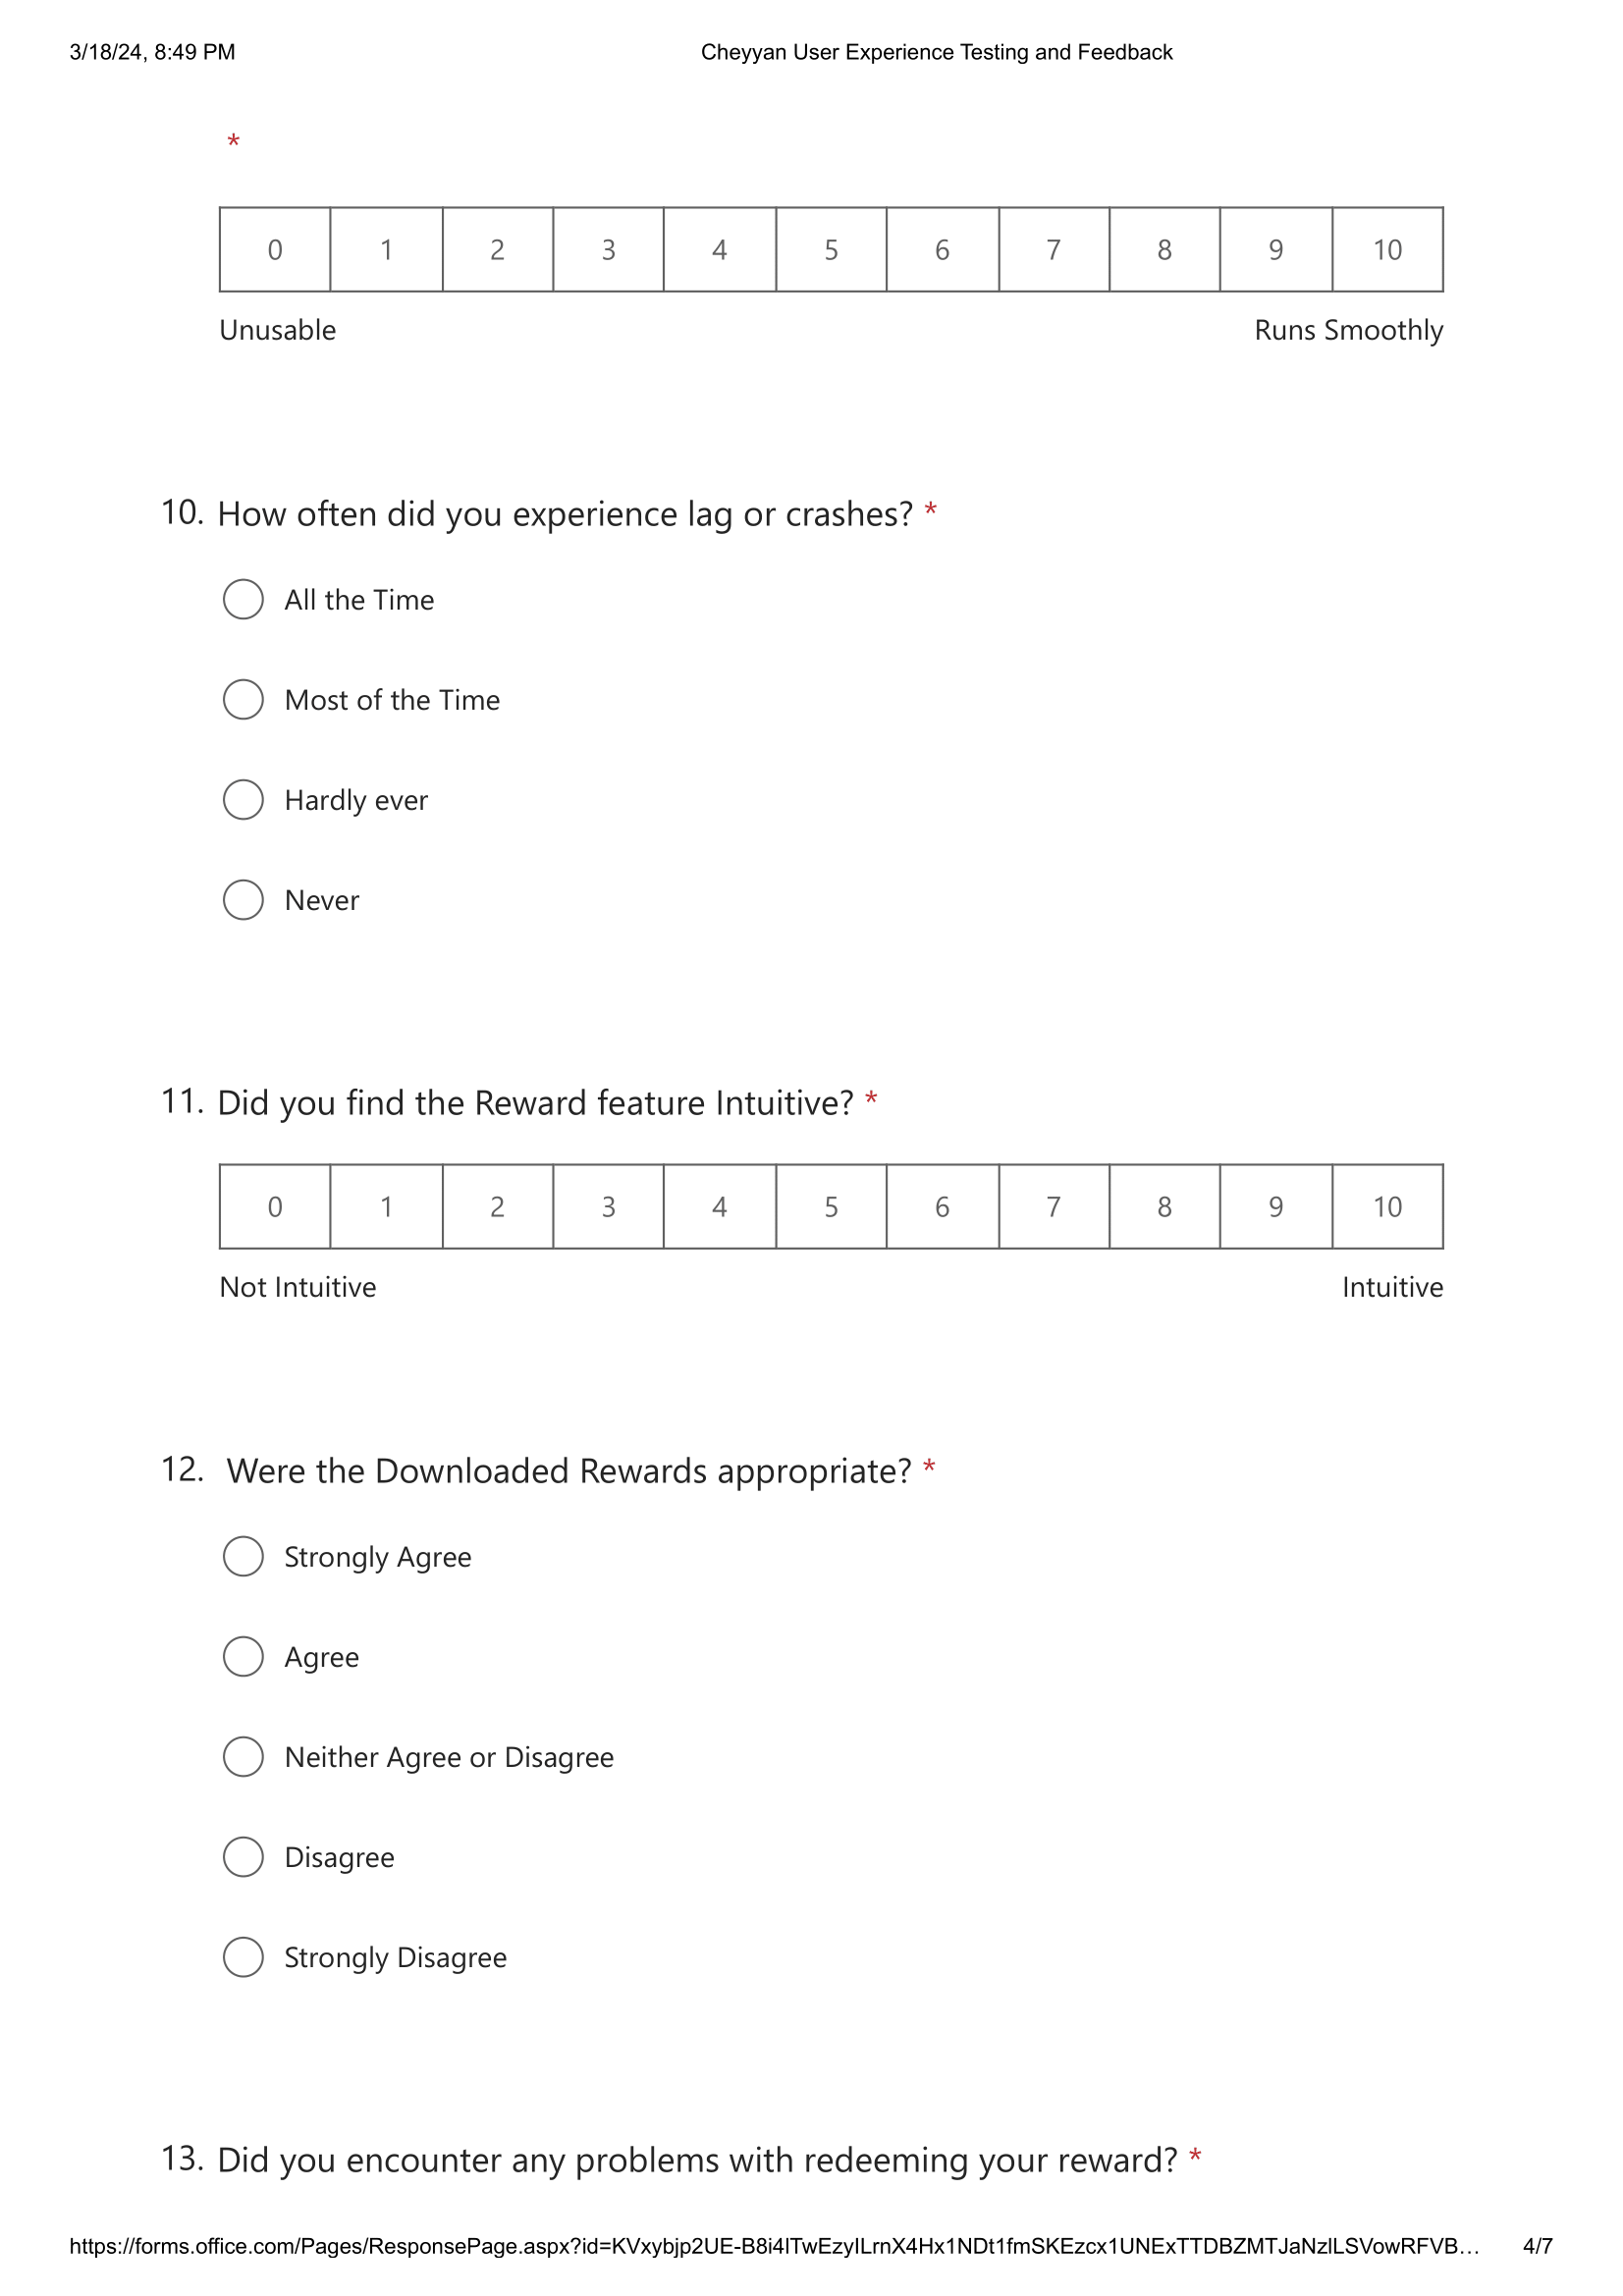 3/18/24, 8:49 PM Cheyyan User Experience Testing and Feedback
*
0 1 2 3 4 5 6 7 8 9 10
Unusable Runs Smoothly
10. How often did you experience lag or crashes? *
All the Time
Most of the Time
Hardly ever
Never
11. Did you find the Reward feature Intuitive? *
0 1 2 3 4 5 6 7 8 9 10
Not Intuitive Intuitive
12. Were the Downloaded Rewards appropriate? *
Strongly Agree
Agree
Neither Agree or Disagree
Disagree
Strongly Disagree
13. Did you encounter any problems with redeeming your reward? *
https://forms.office.com/Pages/ResponsePage.aspx?id=KVxybjp2UE-B8i4lTwEzyILrnX4Hx1NDt1fmSKEzcx1UNExTTDBZMTJaNzlLSVowRFVB… 4/7